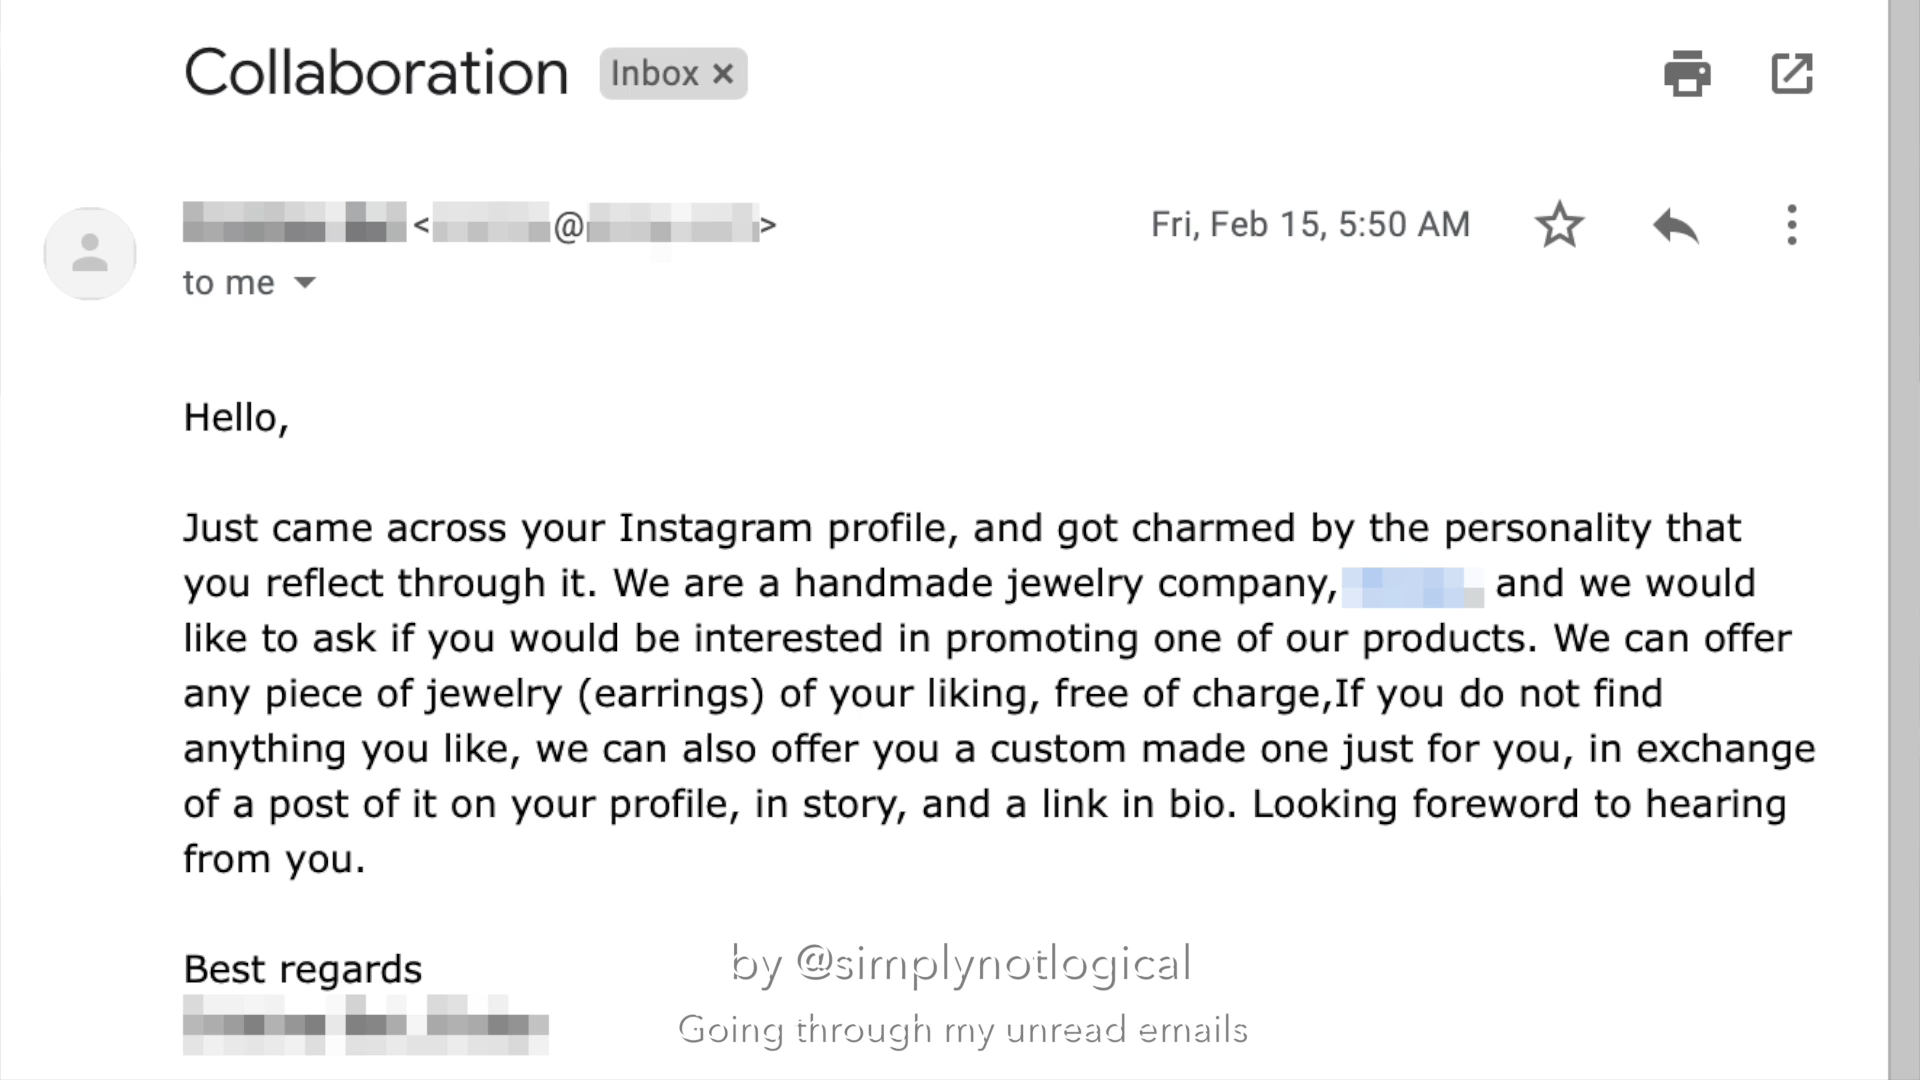 Collaboration Inbox ×
< @ > Fri, Feb 15, 5:50 AM
to me
Hello,
Just came across your Instagram profile, and got charmed by the personality that
you reflect through it. We are a handmade jewelry company, and we would
like to ask if you would be interested in promoting one of our products. We can offer
any piece of jewelry (earrings) of your liking, free of charge,If you do not find
anything you like, we can also offer you a custom made one just for you, in exchange
of a post of it on your profile, in story, and a link in bio. Looking foreword to hearing
from you.
Best regards
by @simplynotlogical
Going through my unread emails